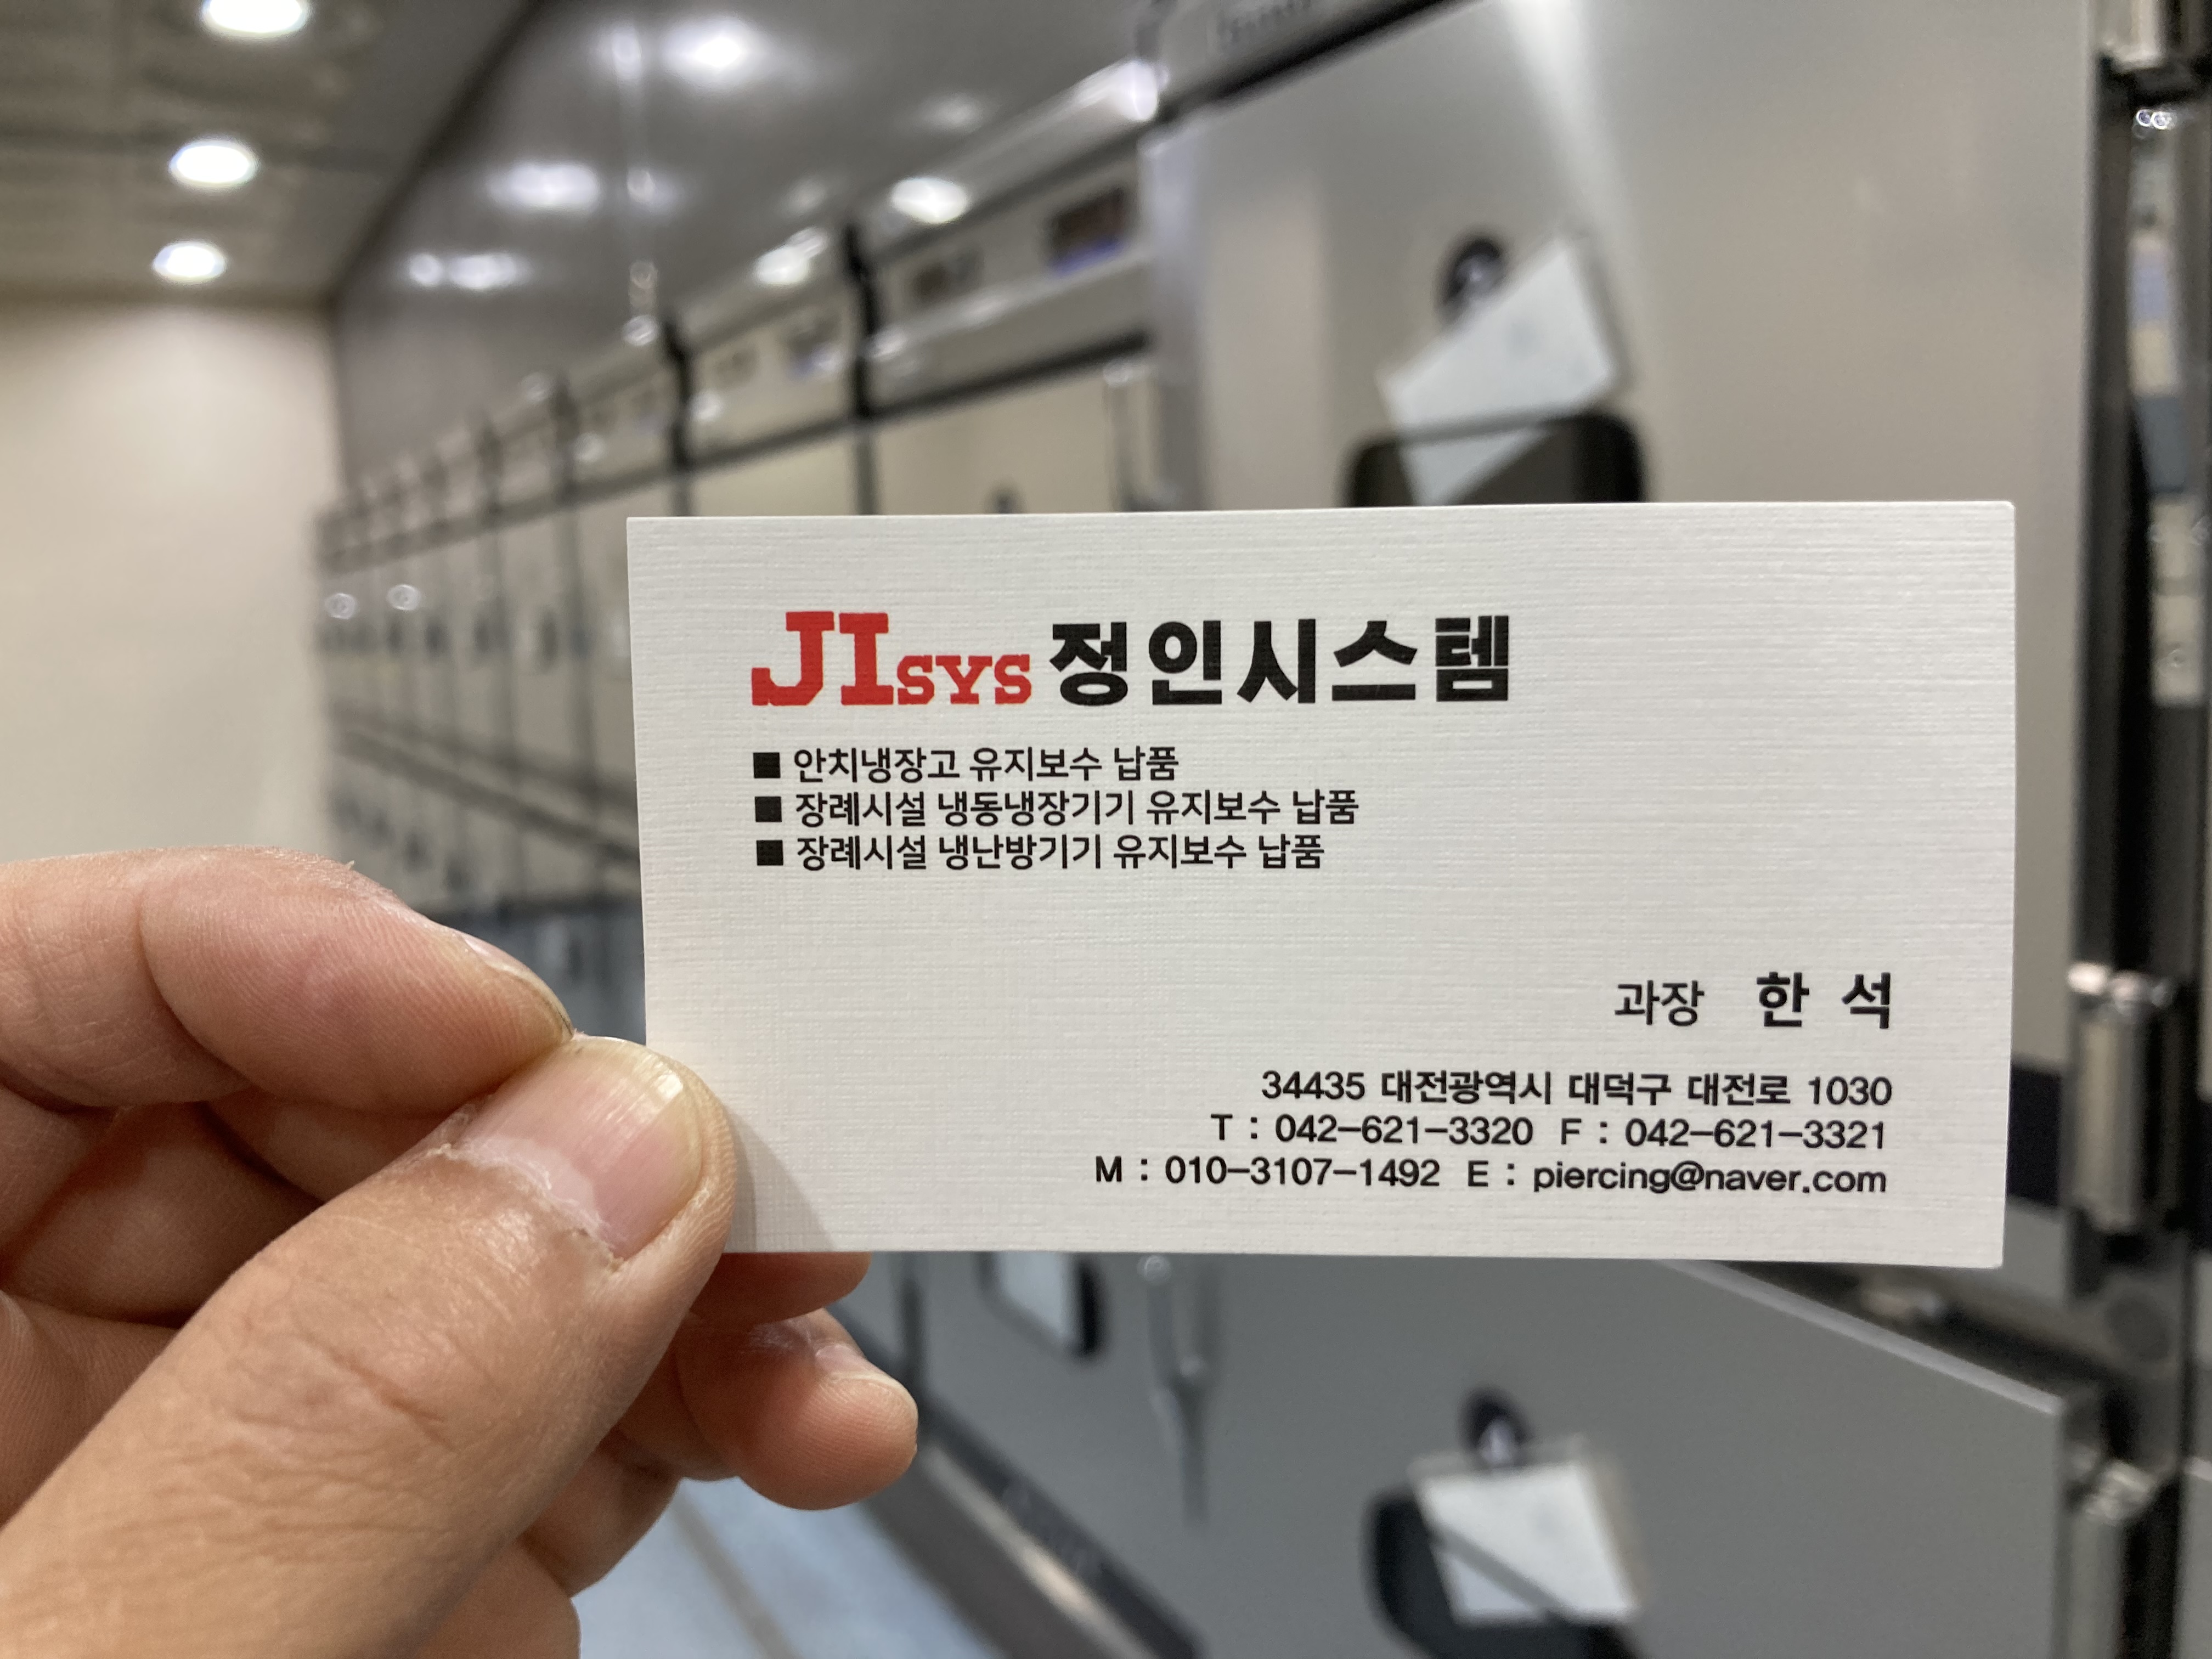 JIsys 정인시스템
■ 안치냉장고 유지보수 납품
■ 장례시설 냉동냉장기기 유지보수 납품
■ 장례시설 냉난방기기 유지보수 납품
과장 한 석
34435 대전광역시 대덕구 대전로 1030
T : 042-621-3320 F : 042-621-3321
M : 010-3107-1492 E : piercing@naver.com